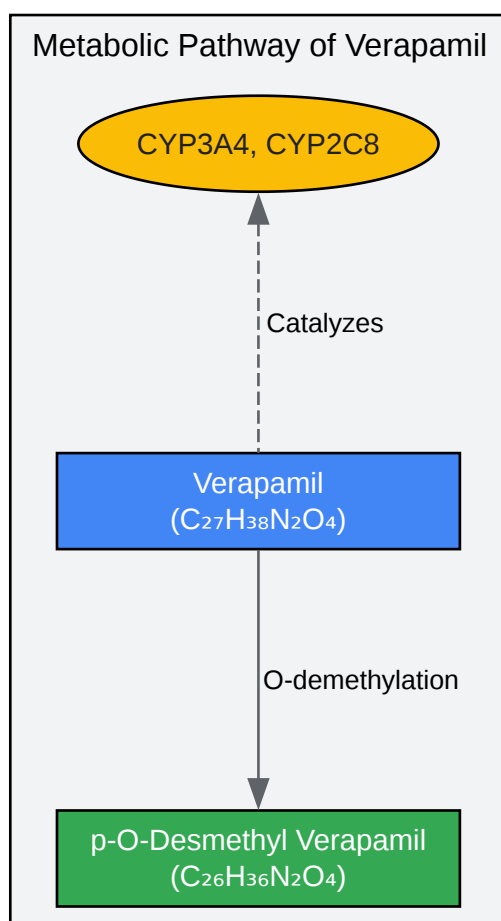 Metabolic Pathway of Verapamil
CYP3A4, CYP2C8
Catalyzes
Verapamil
(C₂₇H₃₈N₂O₄)
O-demethylation
p-O-Desmethyl Verapamil
(C₂₆H₃₆N₂O₄)